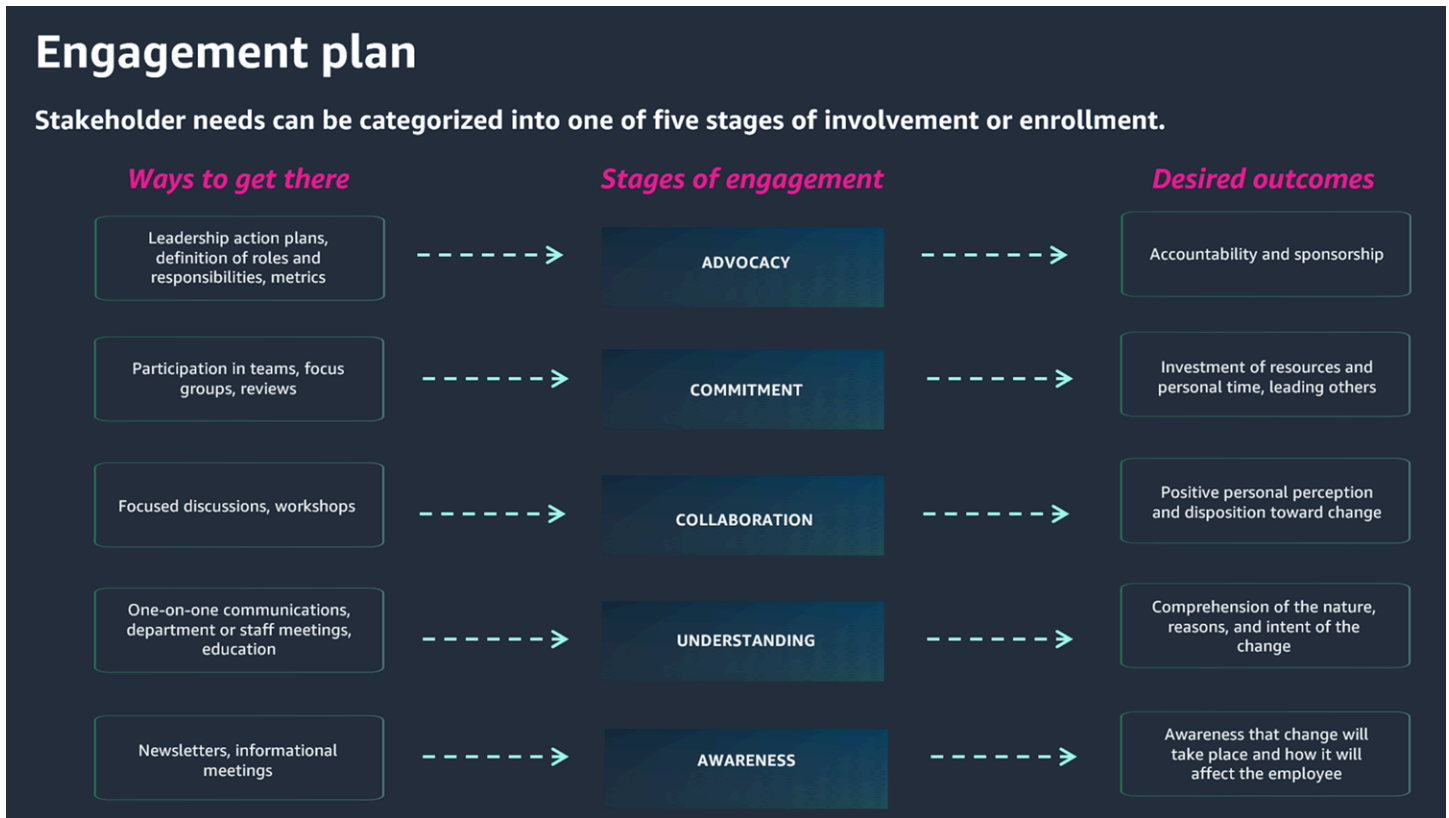 Engagement plan
Stakeholder needs can be categorized into one of five stages of involvement or enrollment.
Ways to get there
Stages of engagement
Desired outcomes
Leadership action plans,
definition of roles and
responsibilities, metrics
ADVOCACY
Accountability and sponsorship
Participation in teams, focus
groups, reviews
COMMITMENT
Investment of resources and
personal time, leading others
Focused discussions, workshops
COLLABORATION
Positive personal perception
and disposition toward change
One-on-one communications,
department or staff meetings,
education
UNDERSTANDING
Comprehension of the nature,
reasons, and intent of the
change
Newsletters, informational
meetings
AWARENESS
Awareness that change will
take place and how it will
affect the employee